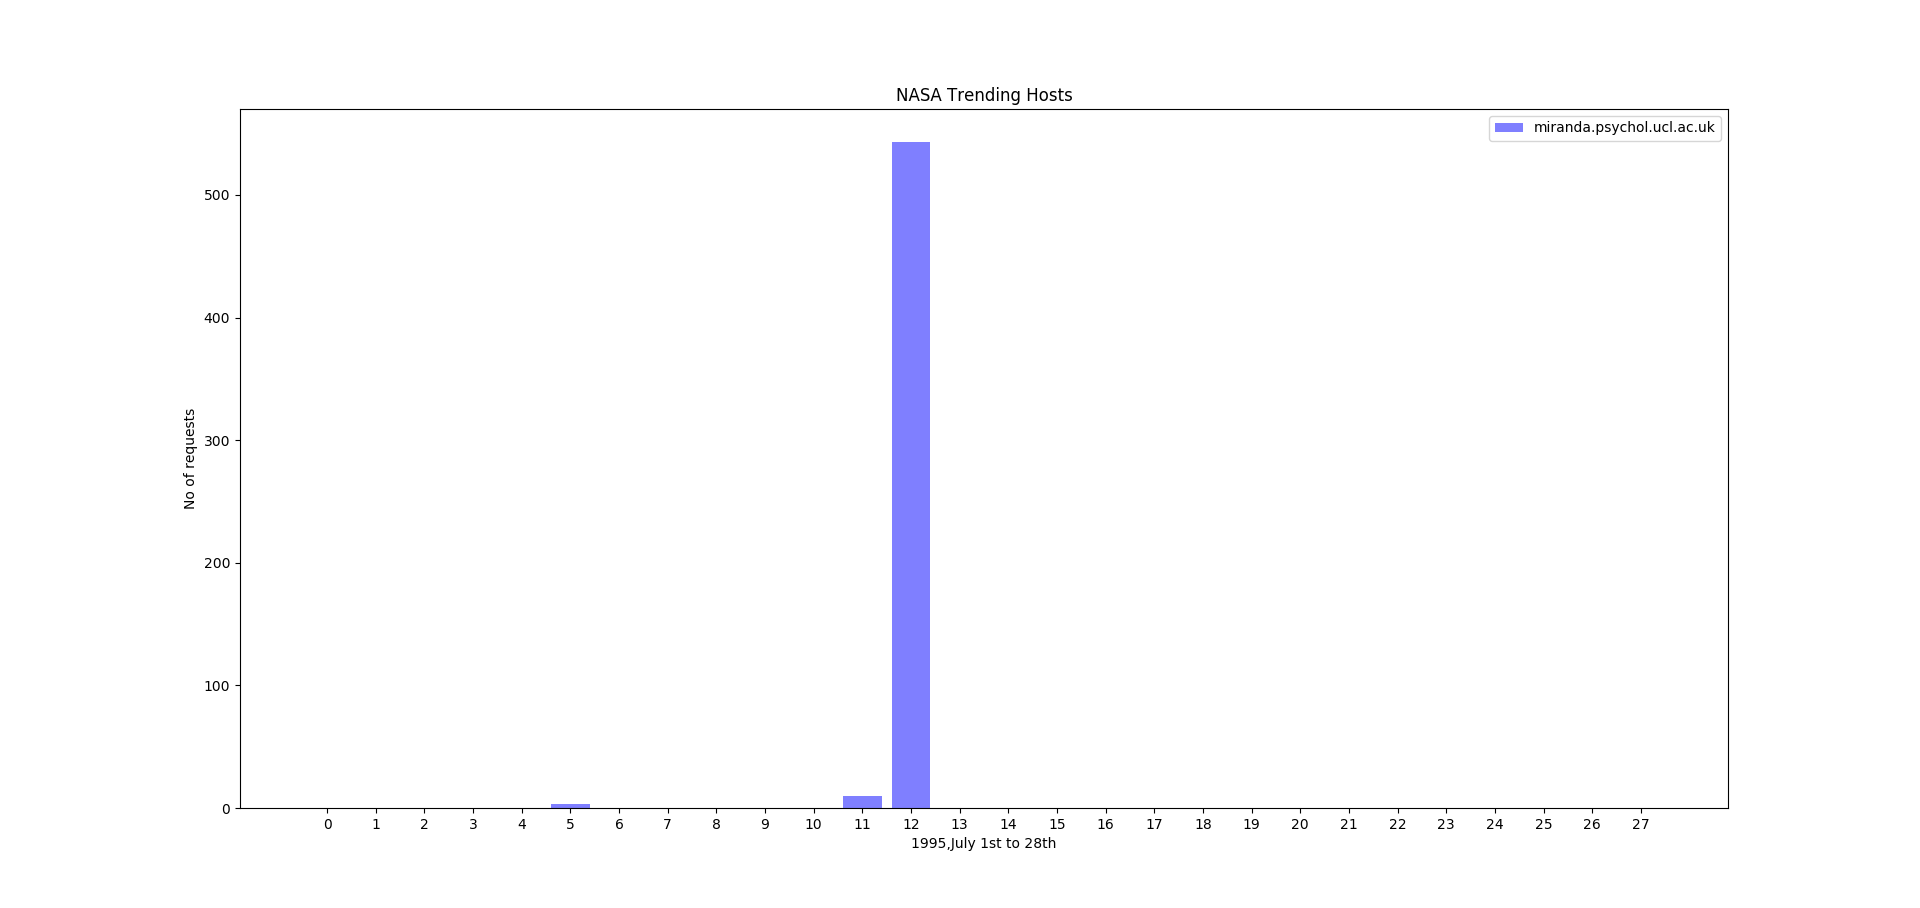 NASA Trending Hosts
miranda.psychol.ucl.ac.uk
No of requests
500
400
300
200
100
0
0 1 2 3 4 5 6 7 8 9 10 11 12 13 14 15 16 17 18 19 20 21 22 23 24 25 26 27
1995,July 1st to 28th